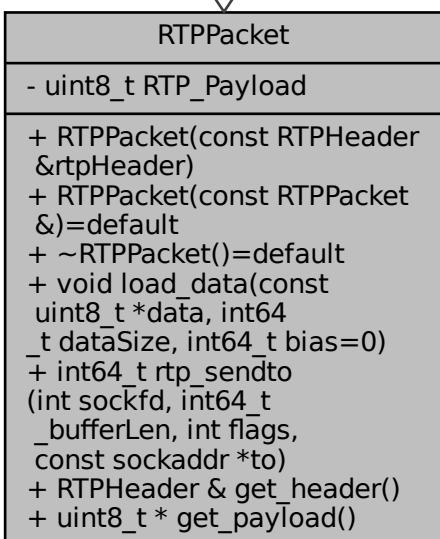 RTPPacket
- uint8_t RTP_Payload
+ RTPPacket(const RTPHeader
&rtpHeader)
+ RTPPacket(const RTPPacket
&)=default
+ ~RTPPacket()=default
+ void load_data(const
uint8_t *data, int64
_t dataSize, int64_t bias=0)
+ int64_t rtp_sendto
(int sockfd, int64_t
_bufferLen, int flags,
const sockaddr *to)
+ RTPHeader & get_header()
+ uint8_t * get_payload()